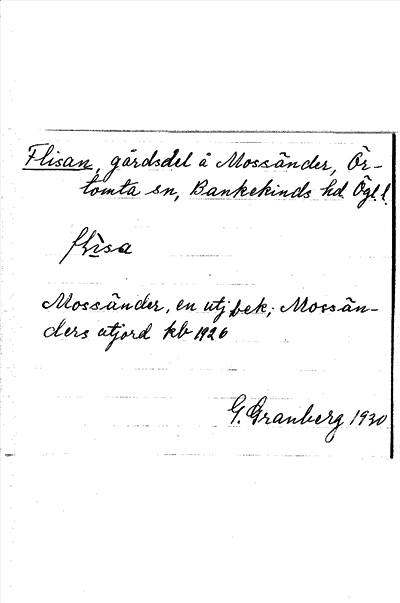 Flisan, gårdsdel å Mossänder, Ör-
tomta sn, Bankekinds hd Ögl.
flisa
Mossänder, en utj bek; Mossän-
ders utjord kb 1926
G. Granberg 1930